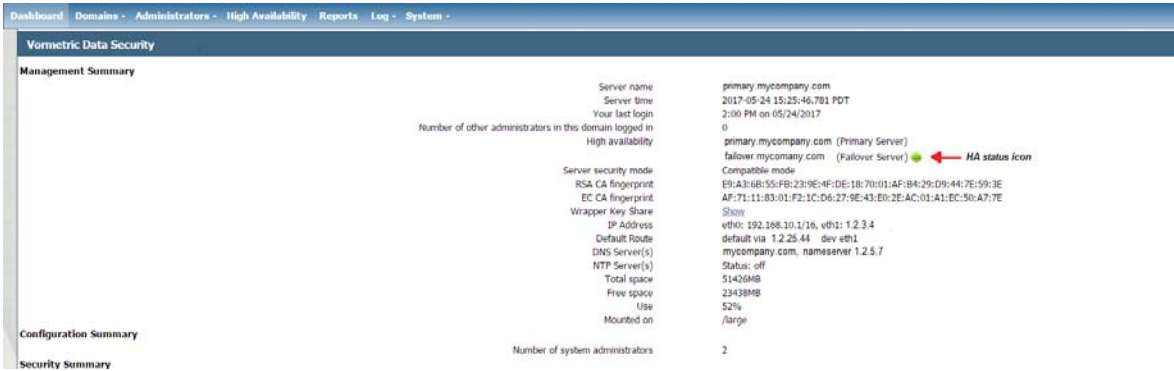 Dashboard Domains Administrators High Availability Reports Log System
Vormetric Data Security
Management Summary
Server name primary.mycompany.com
Server time 2017-05-24 15:25:46.781 PDT
Your last login 2:00 PM on 05/24/2017
Number of other administrators in this domain logged in 0
High availability primary.mycompany.com (Primary Server)
failover.mycomany.com (Failover Server) HA status icon
Server security mode Compatible mode
RSA CA fingerprint E9:A3:6B:55:FB:23:9E:4F:DE:18:70:01:AF:B4:29:D9:44:7E:59:3E
EC CA fingerprint AF:71:11:83:01:F2:1C:D6:27:9E:43:E0:2E:AC:01:A1:EC:50:A7:7E
Wrapper Key Share Show
IP Address eth0: 192.168.10.1/16, eth1: 1.2.3.4
Default Route default via 1.2.25.44 dev eth1
DNS Server(s) mycompany.com, nameserver 1.2.5.7
NTP Server(s) Status: off
Total space 51426MB
Free space 23438MB
Use 52%
Mounted on /large
Configuration Summary
Number of system administrators 2
Security Summary